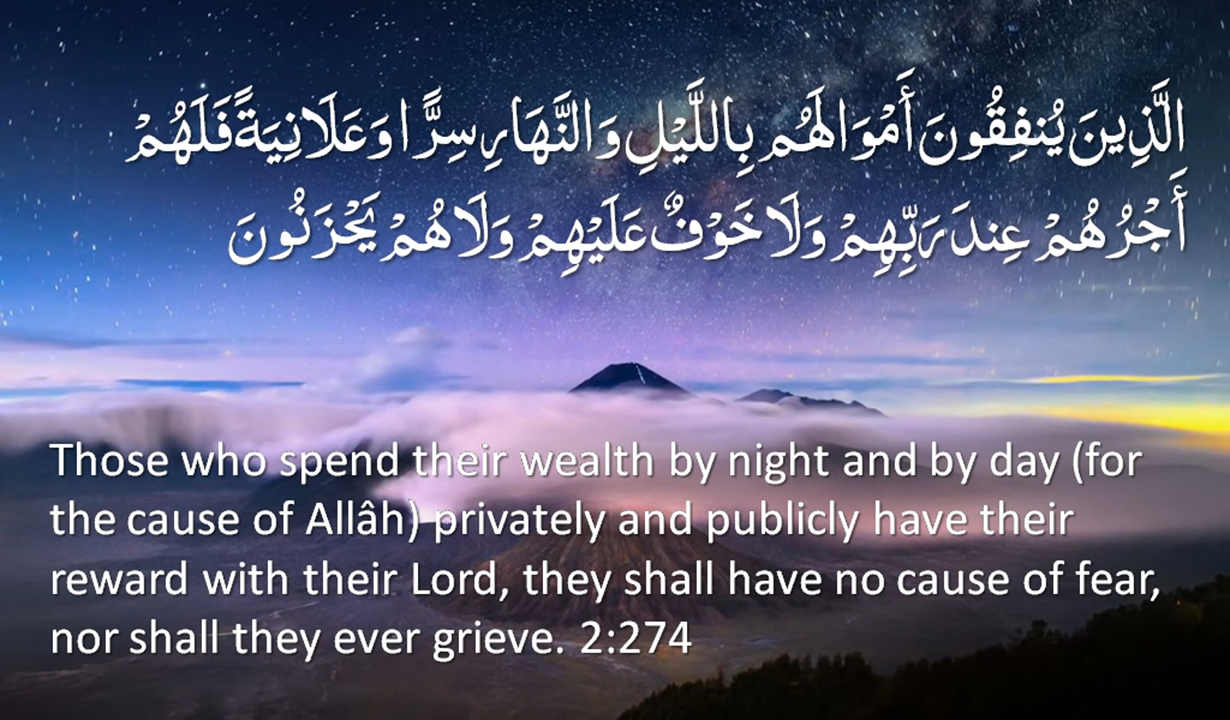 الَّذِينَ يُنفِقُونَ أَمْوَالَهُم بِاللَّيْلِ وَالنَّهَارِ سِرًّا وَعَلَانِيَةً فَلَهُمْ
أَجْرُهُمْ عِندَ رَبِّهِمْ وَلَا خَوْفٌ عَلَيْهِمْ وَلَا هُمْ يَحْزَنُونَ
Those who spend their wealth by night and by day (for
the cause of Allâh) privately and publicly have their
reward with their Lord, they shall have no cause of fear,
nor shall they ever grieve. 2:274